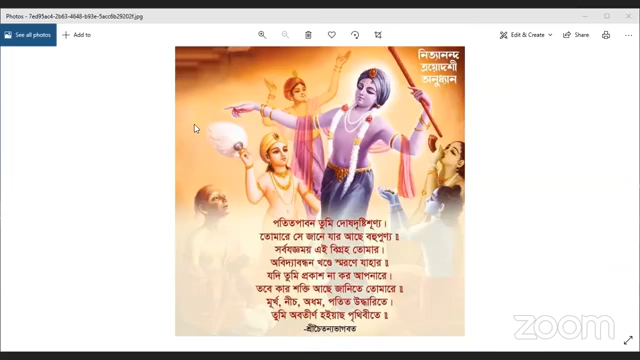 Photos - 7ed95ac4-2b63-4648-b93e-5acc6b29202f.jpg
See all photos
Add to
Edit & Create
Share
Print
নিত্যানন্দ
ত্রয়োদশী
অনুধ্যান
পতিতপাবন তুমি দোষদৃষ্টিশূণ্য।
তোমারে সে জানে যার আছে বহুপুণ্য॥
সর্বযজ্ঞময় এই বিগ্রহ তোমার।
অবিদ্যাবন্ধন খণ্ডে স্মরণে যাহার॥
যদি তুমি প্রকাশ না কর আপনারে।
তবে কার শক্তি আছে জানিতে তোমারে॥
মূর্খ, নীচ, অধম, পতিত উদ্ধারিতে।
তুমি অবতীর্ণ হইয়াছ পৃথিবীতে॥
-শ্রীচৈতন্যভাগবত
zoom